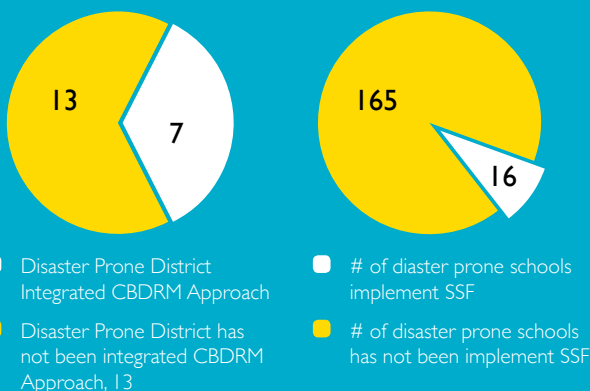 13
7
165
16
Disaster Prone District
Integrated CBDRM Approach
Disaster Prone District has
not been integrated CBDRM
Approach, 13
# of diaster prone schools
implement SSF
# of disaster prone schools
has not been implement SSF